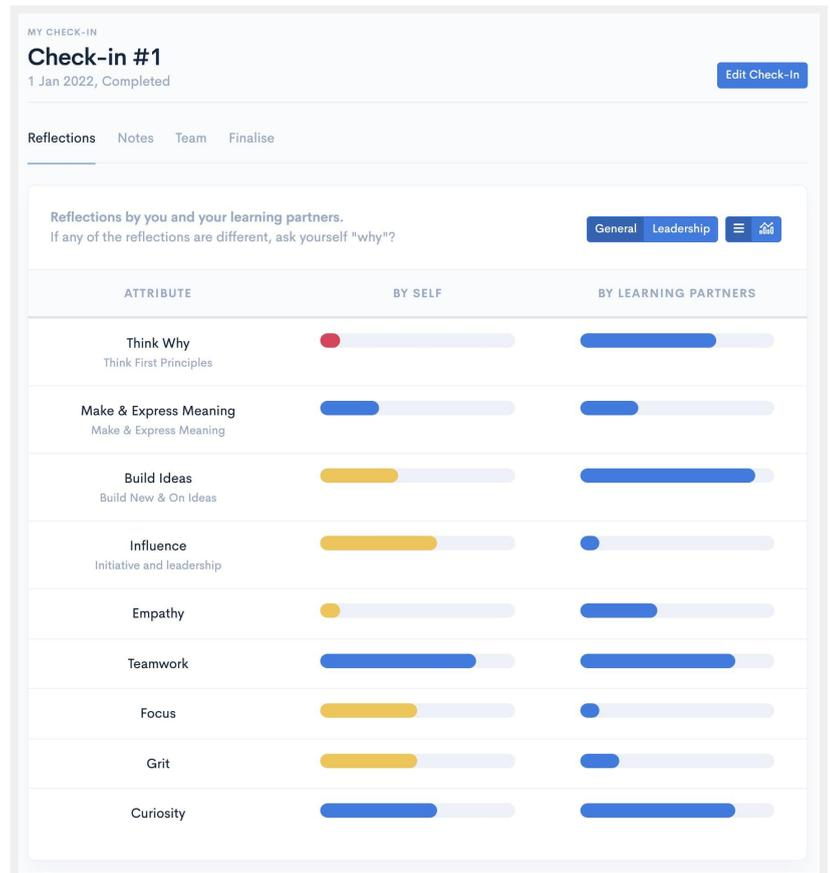 MY CHECK-IN
Check-in #1
1 Jan 2022, Completed
Edit Check-In
Reflections Notes Team Finalise
Reflections by you and your learning partners.
If any of the reflections are different, ask yourself "why"?
General Leadership
ATTRIBUTE BY SELF BY LEARNING PARTNERS
Think Why
Think First Principles
Make & Express Meaning
Make & Express Meaning
Build Ideas
Build New & On Ideas
Influence
Initiative and leadership
Empathy
Teamwork
Focus
Grit
Curiosity